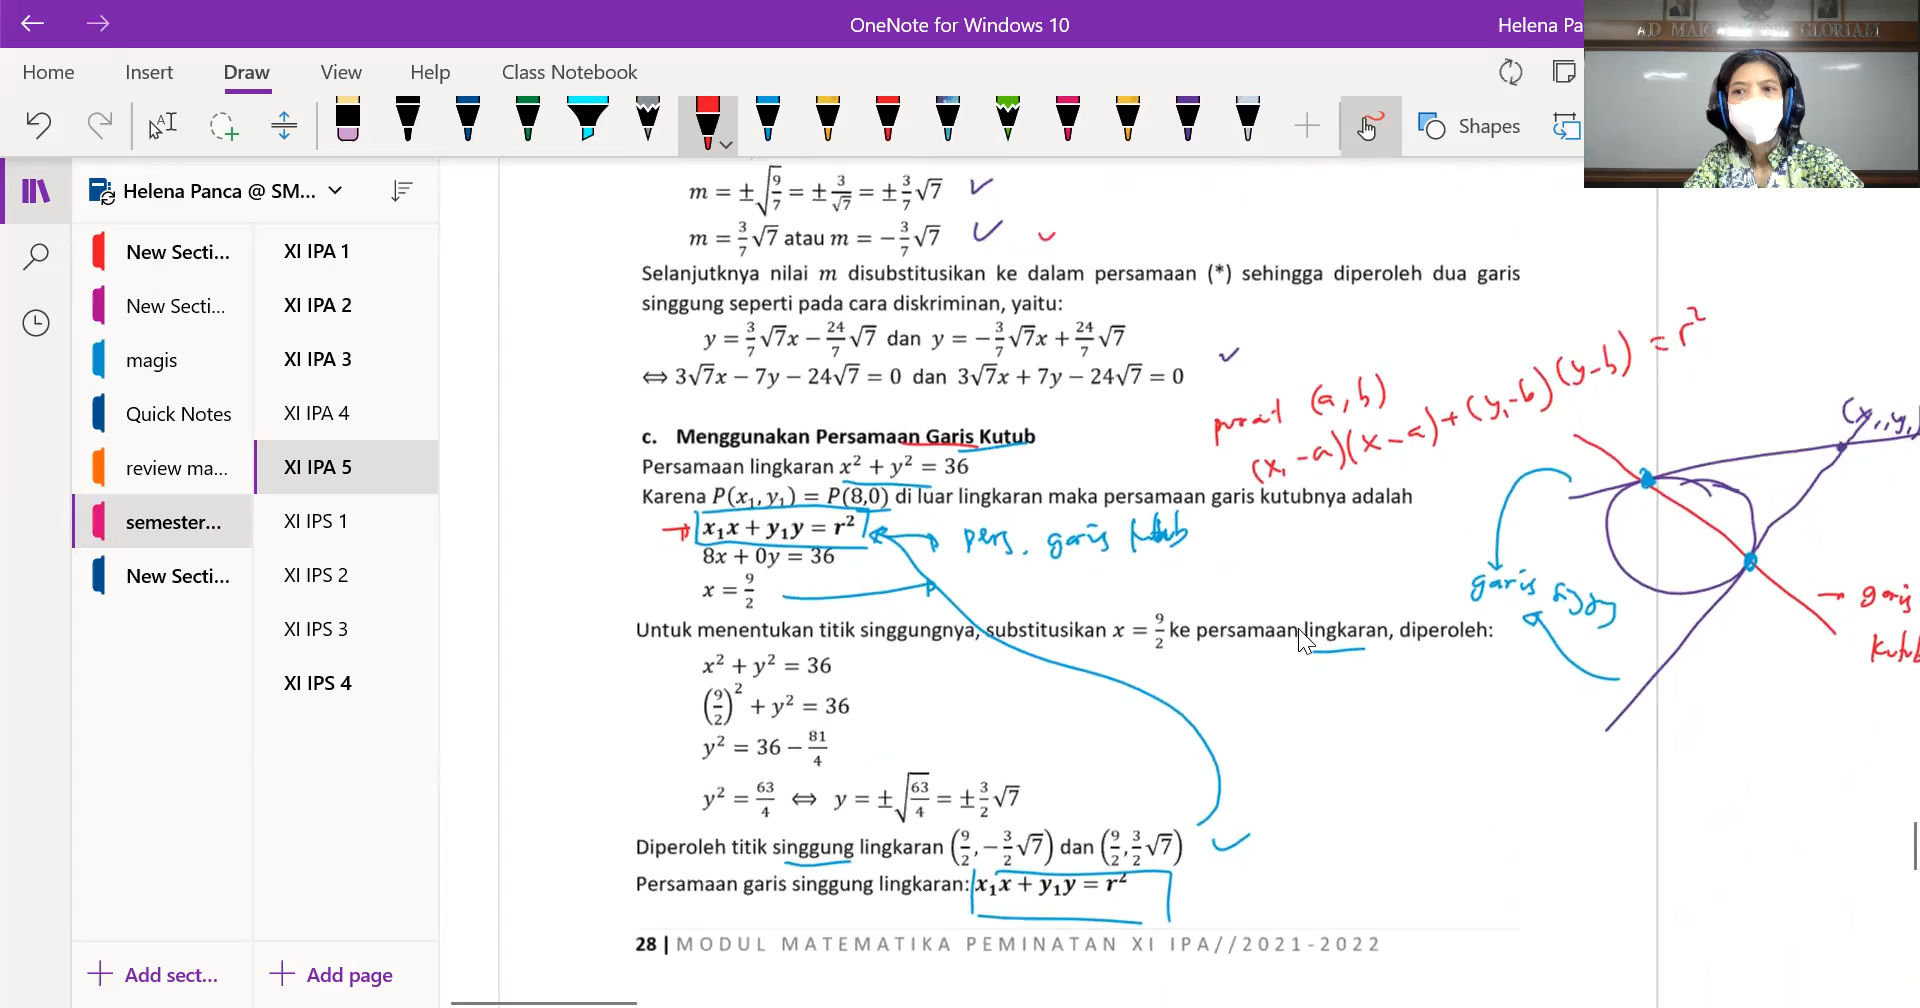 OneNote for Windows 10
Helena Pa
AD MAIOREM DEI GLORIAM
Home Insert Draw View Help Class Notebook
Shapes
Helena Panca @ SM...
New Secti...
New Secti...
magis
Quick Notes
review ma...
semester...
New Secti...
XI IPA 1
XI IPA 2
XI IPA 3
XI IPA 4
XI IPA 5
XI IPS 1
XI IPS 2
XI IPS 3
XI IPS 4
Add sect...
Add page
m = ±√(9/7) = ± 3/√7 = ± 3/7 √7
m = 3/7 √7 atau m = − 3/7 √7
Selanjutknya nilai m disubstitusikan ke dalam persamaan (*) sehingga diperoleh dua garis
singgung seperti pada cara diskriminan, yaitu:
y = 3/7 √7x − 24/7 √7 dan y = − 3/7 √7x + 24/7 √7
⟺ 3√7x − 7y − 24√7 = 0 dan 3√7x + 7y − 24√7 = 0
c. Menggunakan Persamaan Garis Kutub
Persamaan lingkaran x² + y² = 36
Karena P(x₁, y₁) = P(8,0) di luar lingkaran maka persamaan garis kutubnya adalah
x₁x + y₁y = r²
pers. garis kutub
8x + 0y = 36
x = 9/2
Untuk menentukan titik singgungnya, substitusikan x = 9/2 ke persamaan lingkaran, diperoleh:
x² + y² = 36
(9/2)² + y² = 36
y² = 36 − 81/4
y² = 63/4 ⟺ y = ±√(63/4) = ± 3/2 √7
Diperoleh titik singgung lingkaran (9/2, − 3/2 √7) dan (9/2, 3/2 √7)
Persamaan garis singgung lingkaran: x₁x + y₁y = r²
28 | MODUL MATEMATIKA PEMINATAN XI IPA//2021-2022
pusat (a, b)
(x₁ - a)(x - a) + (y₁ - b)(y - b) = r²
(x₁, y₁)
garis
garis
kutub